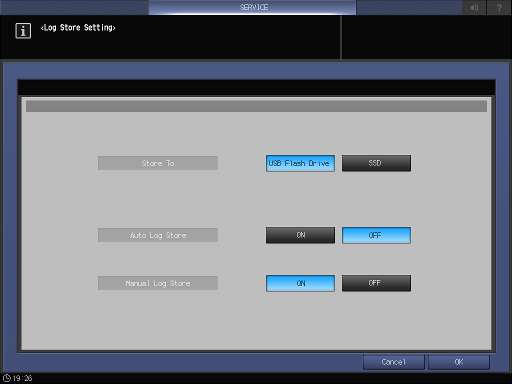 SERVICE
?
i
<Log Store Setting>
Store To
USB Flash Drive
SSD
Auto Log Store
ON
OFF
Manual Log Store
ON
OFF
Cancel
OK
19:26